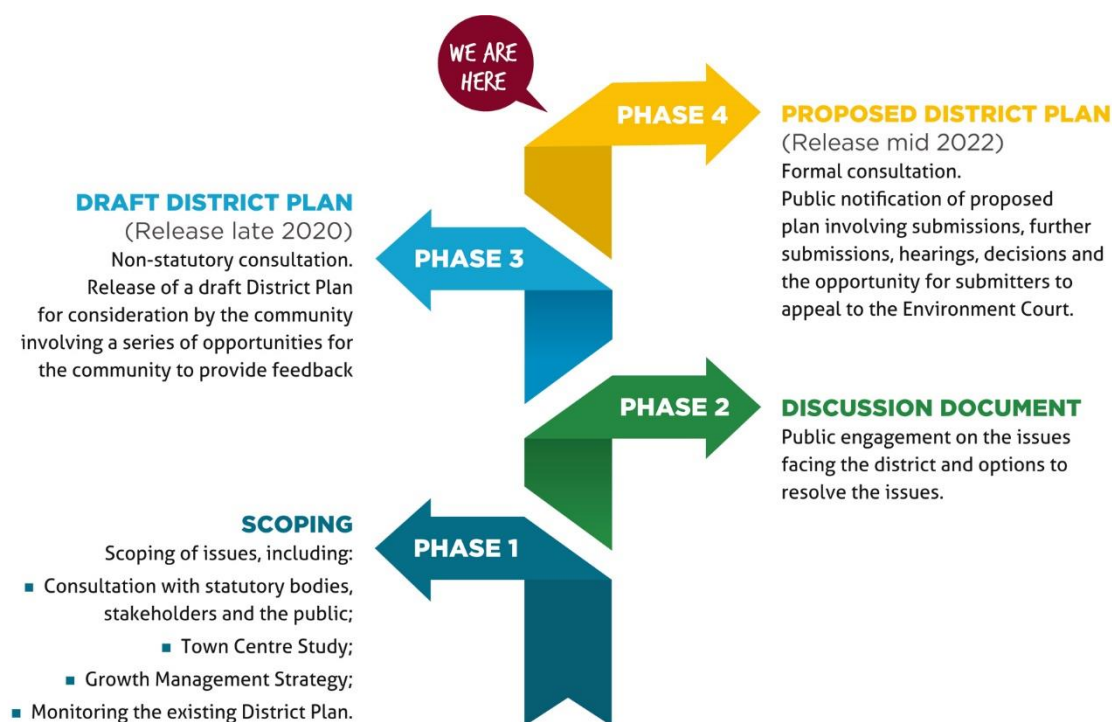 WE ARE
HERE
PHASE 4
PROPOSED DISTRICT PLAN
(Release mid 2022)
Formal consultation.
Public notification of proposed
plan involving submissions, further
submissions, hearings, decisions and
the opportunity for submitters to
appeal to the Environment Court.
DRAFT DISTRICT PLAN
(Release late 2020)
Non-statutory consultation.
Release of a draft District Plan
for consideration by the community
involving a series of opportunities for
the community to provide feedback
PHASE 3
PHASE 2
DISCUSSION DOCUMENT
Public engagement on the issues
facing the district and options to
resolve the issues.
SCOPING
Scoping of issues, including:
▪ Consultation with statutory bodies,
stakeholders and the public;
▪ Town Centre Study;
▪ Growth Management Strategy;
▪ Monitoring the existing District Plan.
PHASE 1